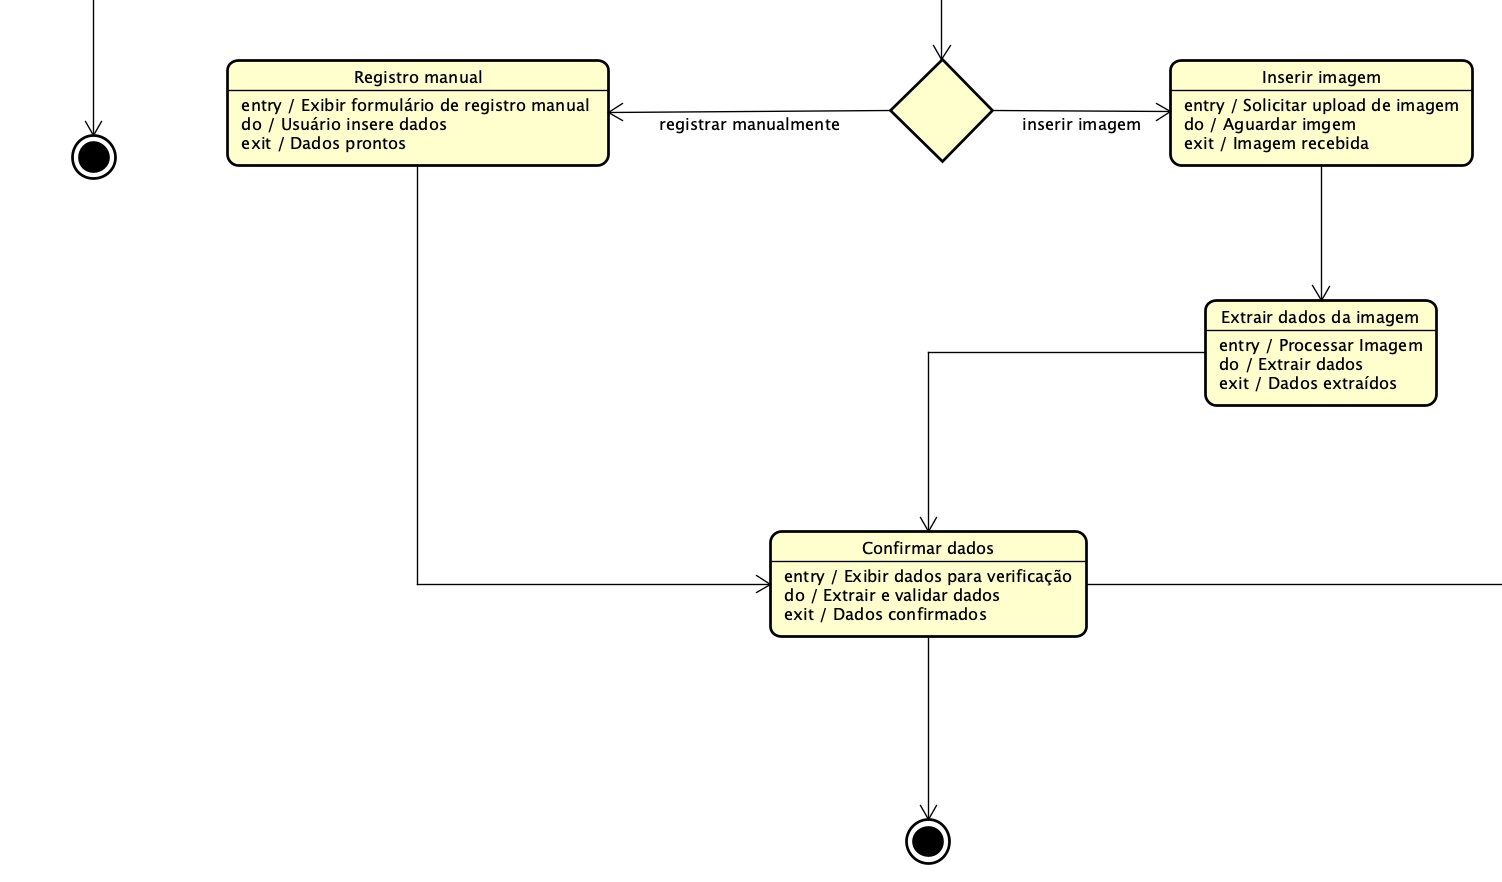 Registro manual
entry / Exibir formulário de registro manual
do / Usuário insere dados
exit / Dados prontos
registrar manualmente
inserir imagem
Inserir imagem
entry / Solicitar upload de imagem
do / Aguardar imgem
exit / Imagem recebida
Extrair dados da imagem
entry / Processar Imagem
do / Extrair dados
exit / Dados extraídos
Confirmar dados
entry / Exibir dados para verificação
do / Extrair e validar dados
exit / Dados confirmados